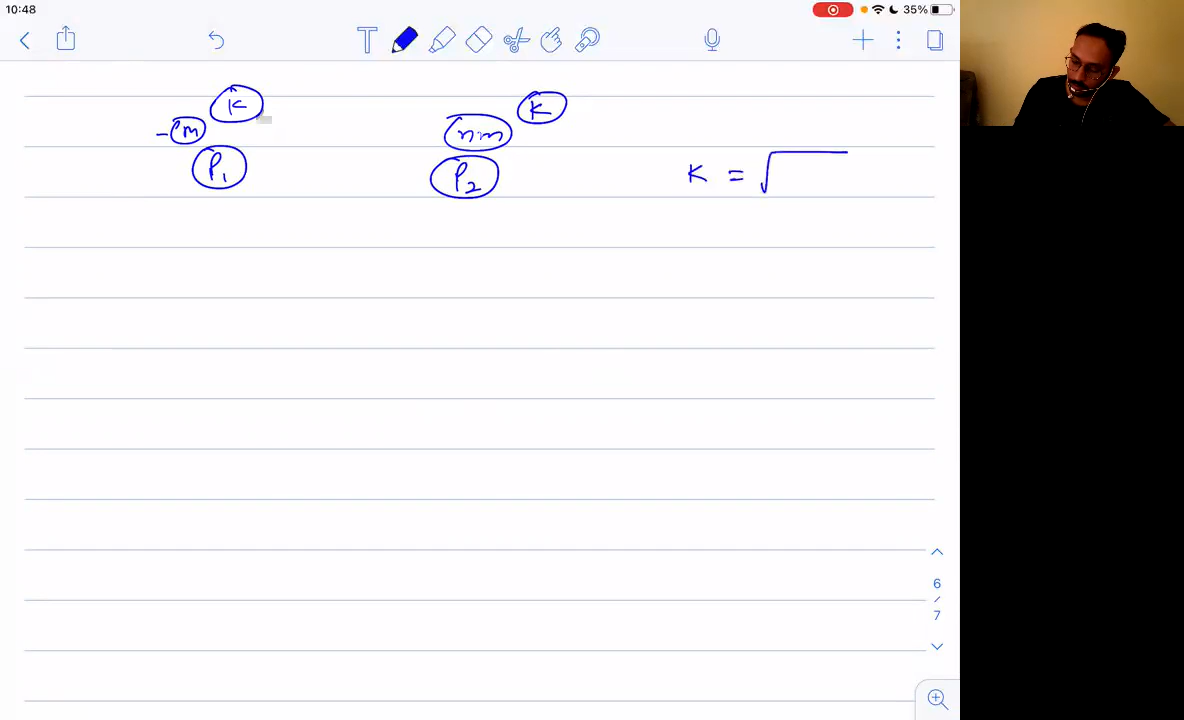 10:48
35%
T
K
K
-m
nm
P₁
P₂
K = √
6
/
7